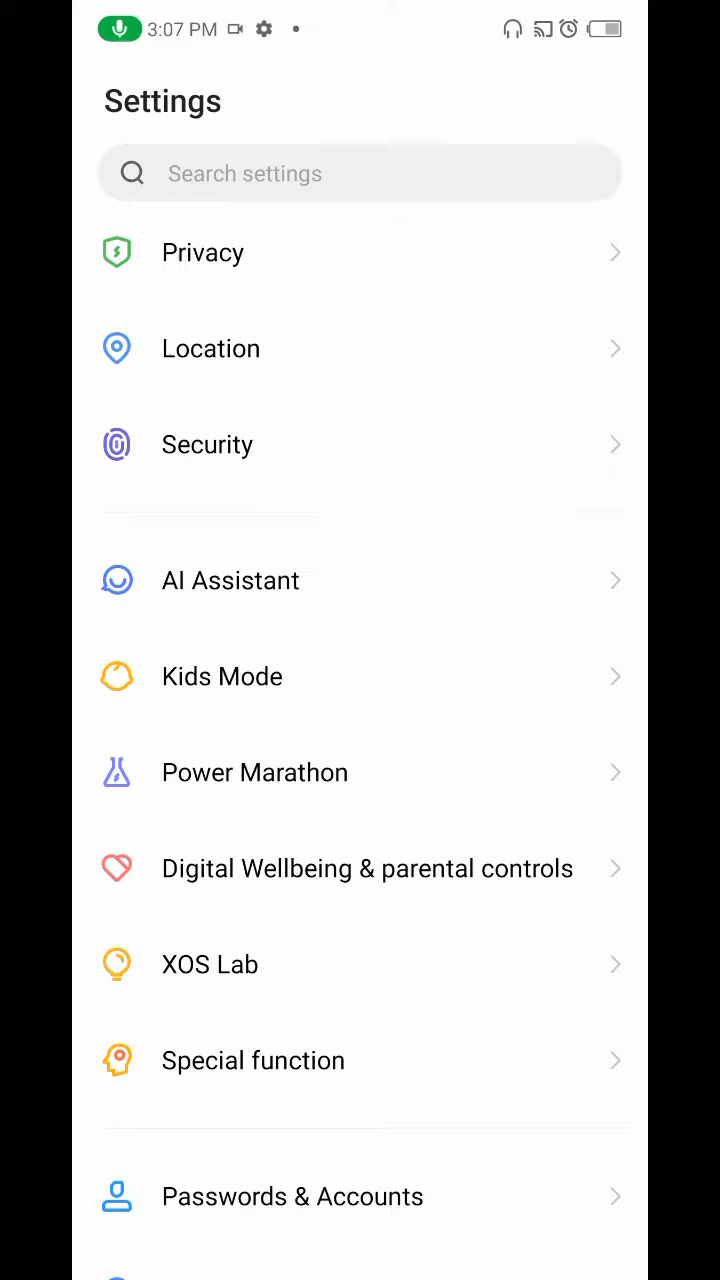 3:07 PM
Settings
Search settings
Privacy
Location
Security
AI Assistant
Kids Mode
Power Marathon
Digital Wellbeing & parental controls
XOS Lab
Special function
Passwords & Accounts